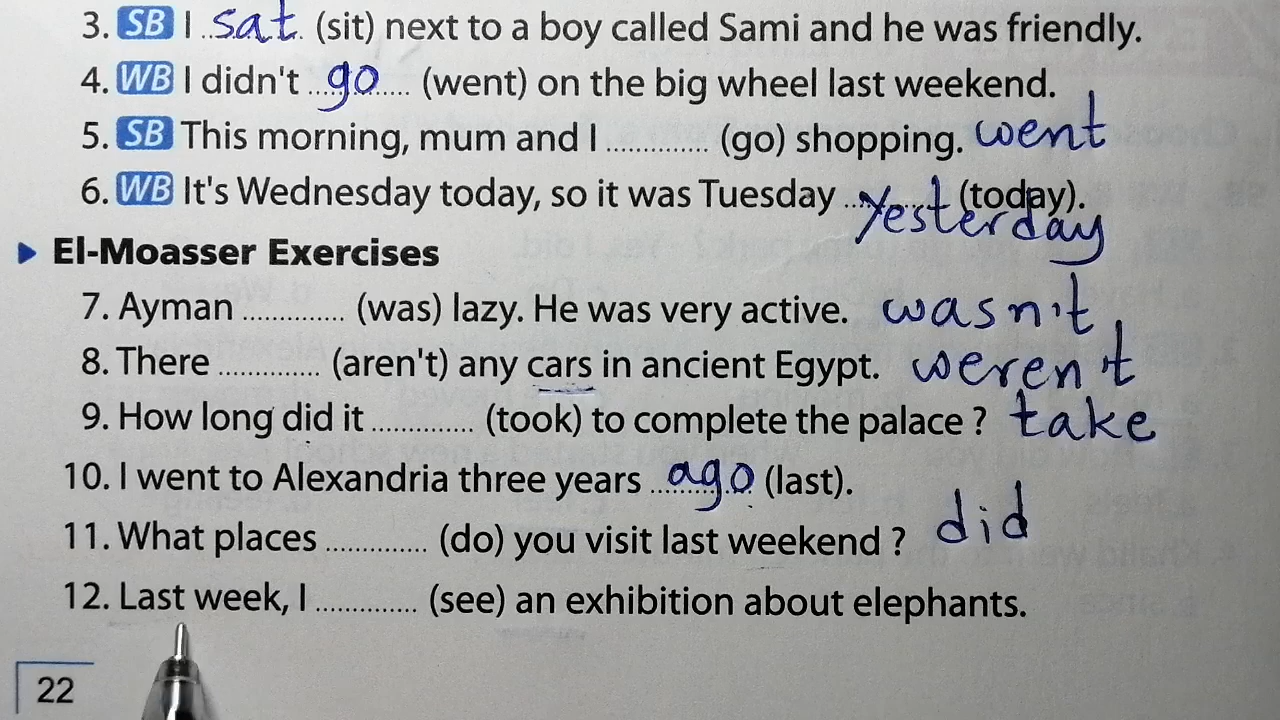 3. SB I ..sat.. (sit) next to a boy called Sami and he was friendly.
4. WB I didn't ..go.... (went) on the big wheel last weekend.
5. SB This morning, mum and I ............. (go) shopping. went
6. WB It's Wednesday today, so it was Tuesday ..Yesterday (today).
El-Moasser Exercises
7. Ayman ............. (was) lazy. He was very active. wasn't
8. There ............. (aren't) any cars in ancient Egypt. weren't
9. How long did it ............. (took) to complete the palace ? take
10. I went to Alexandria three years ..ago.. (last).
11. What places ............. (do) you visit last weekend ? did
12. Last week, I ............. (see) an exhibition about elephants.
22